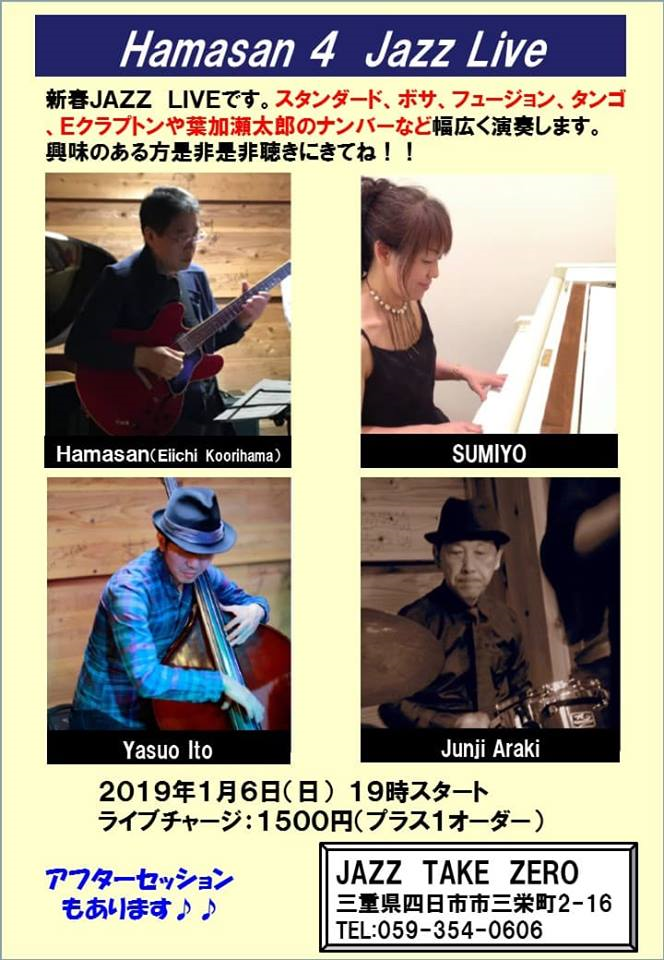 Hamasan 4 Jazz Live
新春JAZZ LIVEです。スタンダード、ボサ、フュージョン、タンゴ
、Eクラプトンや葉加瀬太郎のナンバーなど幅広く演奏します。
興味のある方是非是非聴きにきてね！！
Hamasan(Eiichi Koorihama)
SUMIYO
Yasuo Ito
Junji Araki
2019年1月6日(日) 19時スタート
ライブチャージ：1500円(プラス1オーダー)
アフターセッション
もあります♪♪
JAZZ TAKE ZERO
三重県四日市市三栄町2-16
TEL:059-354-0606